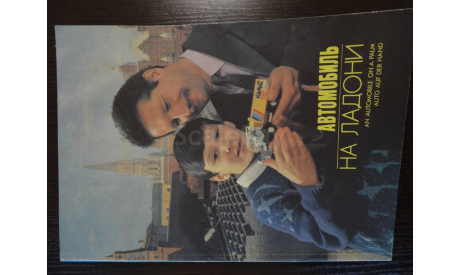 АВТОМОБИЛЬ
НА ЛАДОНИ
AN AUTOMOBILE ON A PALM
AUTO AUF DER HAND